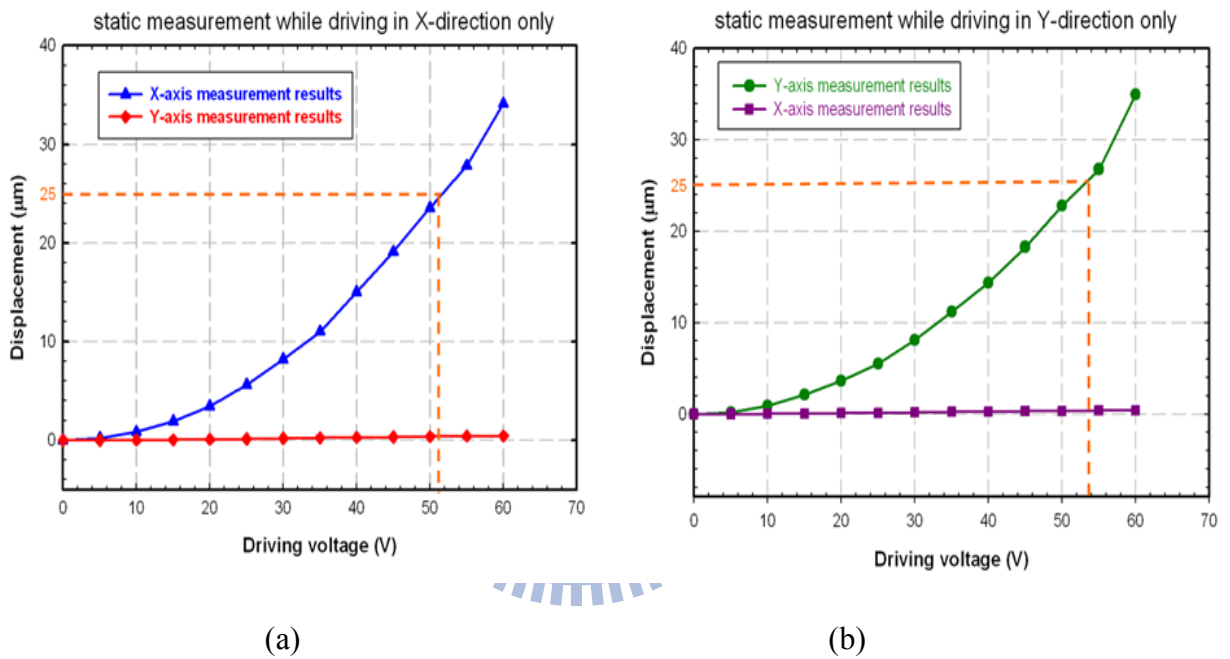 static measurement while driving in X-direction only
X-axis measurement results
Y-axis measurement results
40
30
25
20
10
0
Displacement (μm)
0 10 20 30 40 50 60 70
Driving voltage (V)
(a)
static measurement while driving in Y-direction only
Y-axis measurement results
X-axis measurement results
40
30
25
20
10
0
Displacement (μm)
0 10 20 30 40 50 60 70
Driving voltage (V)
(b)